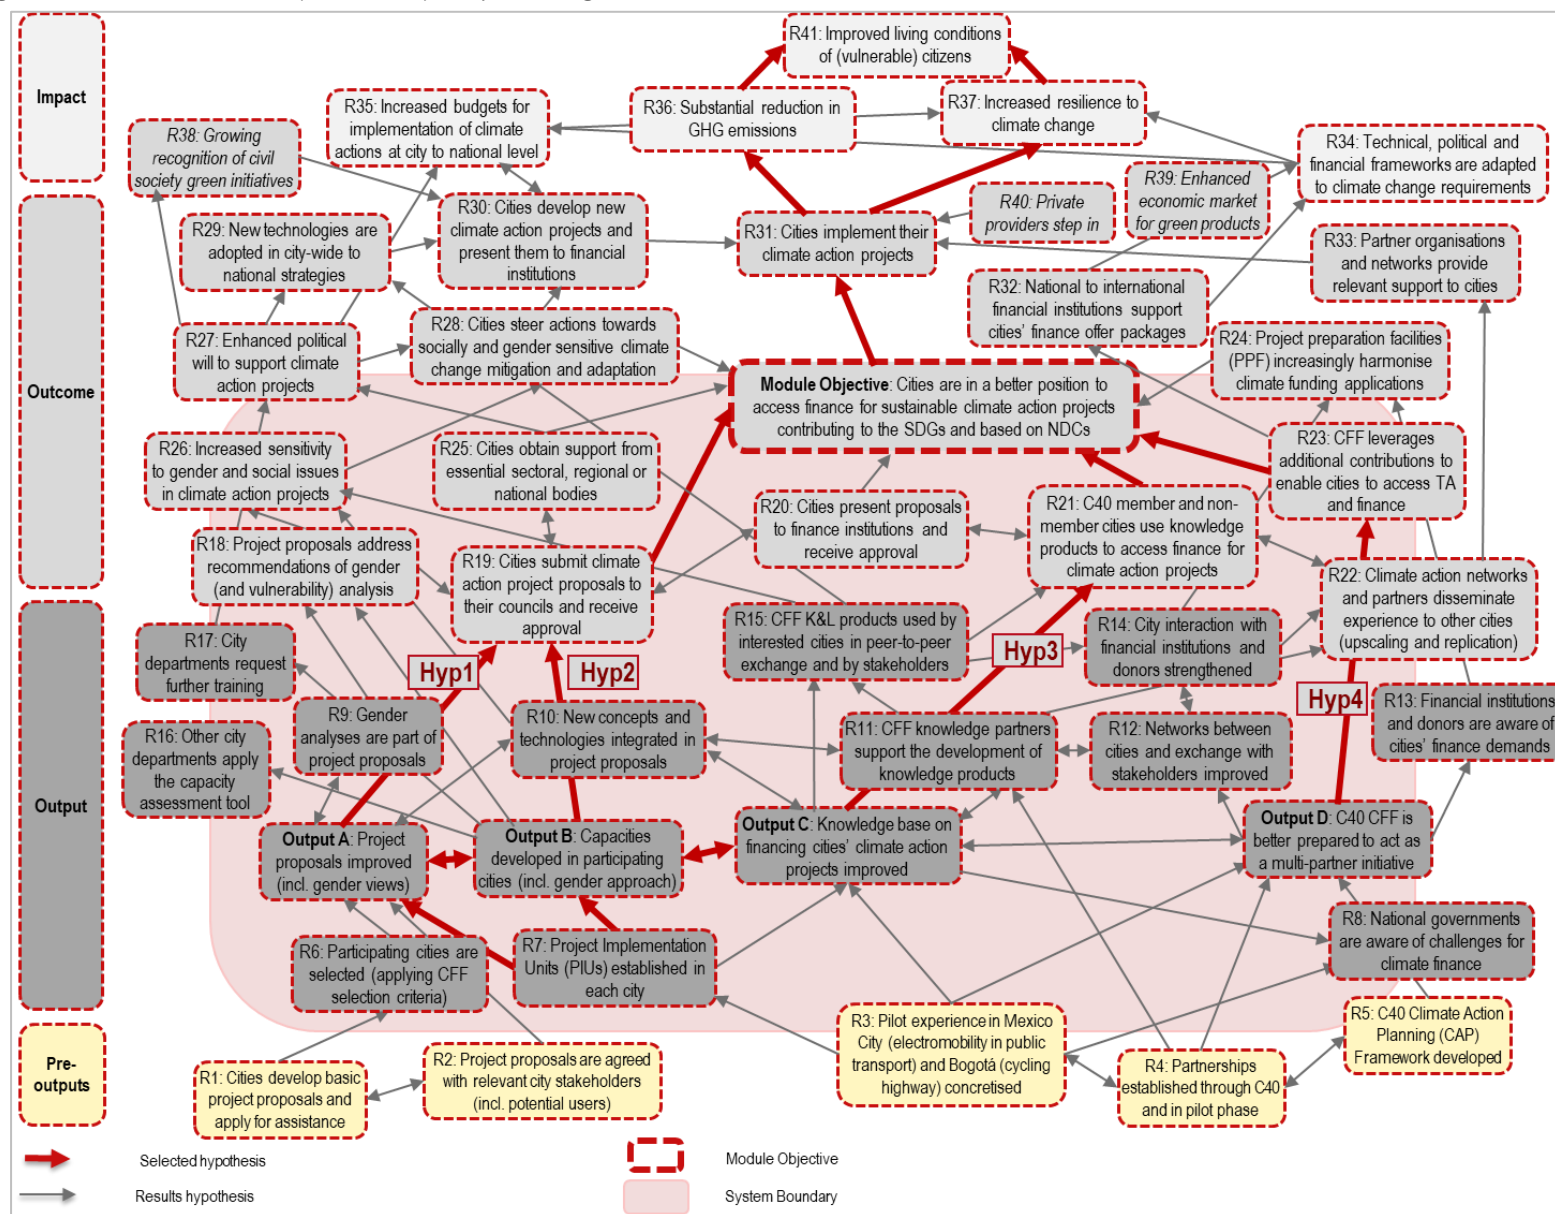 Impact
Outcome
Output
Pre-
outputs
R41: Improved living conditions
of (vulnerable) citizens
R35: Increased budgets for
implementation of climate
actions at city to national level
R36: Substantial reduction in
GHG emissions
R37: Increased resilience to
climate change
R38: Growing
recognition of civil
society green initiatives
R34: Technical, political and
financial frameworks are adapted
to climate change requirements
R39: Enhanced
economic market
for green products
R40: Private
providers step in
R30: Cities develop new
climate action projects and
present them to financial
institutions
R29: New technologies are
adopted in city-wide to
national strategies
R31: Cities implement their
climate action projects
R33: Partner organisations
and networks provide
relevant support to cities
R32: National to international
financial institutions support
cities' finance offer packages
R27: Enhanced political
will to support climate
action projects
R28: Cities steer actions towards
socially and gender sensitive climate
change mitigation and adaptation
R24: Project preparation facilities
(PPF) increasingly harmonise
climate funding applications
Module Objective: Cities are in a better position to
access finance for sustainable climate action projects
contributing to the SDGs and based on NDCs
R26: Increased sensitivity
to gender and social issues
in climate action projects
R25: Cities obtain support from
essential sectoral, regional or
national bodies
R23: CFF leverages
additional contributions to
enable cities to access TA
and finance
R20: Cities present proposals
to finance institutions and
receive approval
R21: C40 member and non-
member cities use knowledge
products to access finance for
climate action projects
R18: Project proposals address
recommendations of gender
(and vulnerability) analysis
R19: Cities submit climate
action project proposals to
their councils and receive
approval
R22: Climate action networks
and partners disseminate
experience to other cities
(upscaling and replication)
R17: City
departments request
further training
R15: CFF K&L products used by
interested cities in peer-to-peer
exchange and by stakeholders
R14: City interaction with
financial institutions and
donors strengthened
Hyp1
Hyp2
Hyp3
Hyp4
R16: Other city
departments apply
the capacity
assessment tool
R9: Gender
analyses are part of
project proposals
R10: New concepts and
technologies integrated in
project proposals
R11: CFF knowledge partners
support the development of
knowledge products
R12: Networks between
cities and exchange with
stakeholders improved
R13: Financial institutions
and donors are aware of
cities' finance demands
Output A: Project
proposals improved
(incl. gender views)
Output B: Capacities
developed in participating
cities (incl. gender approach)
Output C: Knowledge base on
financing cities' climate action
projects improved
Output D: C40 CFF is
better prepared to act as
a multi-partner initiative
R6: Participating cities are
selected (applying CFF
selection criteria)
R7: Project Implementation
Units (PIUs) established in
each city
R8: National governments
are aware of challenges for
climate finance
R1: Cities develop basic
project proposals and
apply for assistance
R2: Project proposals are agreed
with relevant city stakeholders
(incl. potential users)
R3: Pilot experience in Mexico
City (electromobility in public
transport) and Bogotá (cycling
highway) concretised
R4: Partnerships
established through C40
and in pilot phase
R5: C40 Climate Action
Planning (CAP)
Framework developed
Selected hypothesis
Results hypothesis
Module Objective
System Boundary